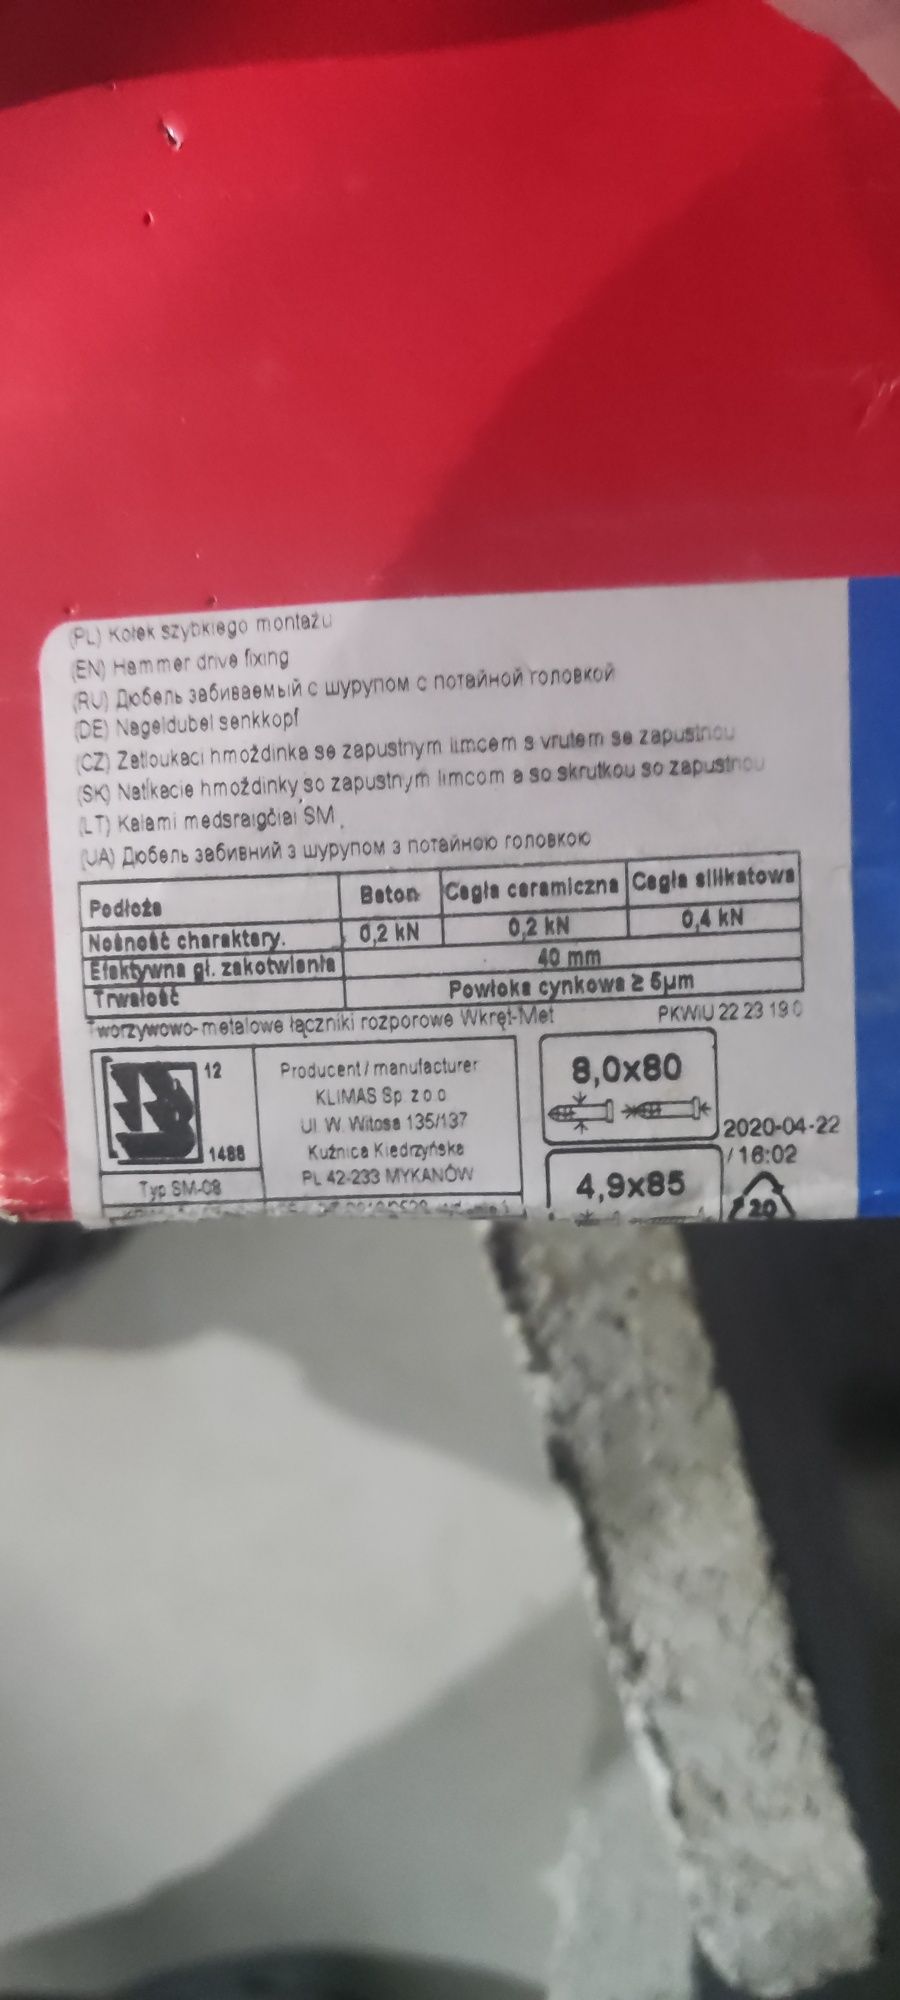 (PL) Kołek szybkiego montażu
(EN) Hammer drive fixing
(RU) Дюбель забиваемый с шурупом с потайной головкой
(DE) Nageldubel senkkopf
(CZ) Zatloukací hmoždinka se zapustnym limcem s vrutem se zapustnou
(SK) Natĺkacie hmoždinky so zapustným limcom a so skrutkou so zapustnou
(LT) Kalami medsraigčiai SM
(UA) Дюбель забивний з шурупом з потайною головкою
Podłoże Beton Cegła ceramiczna Cegła silikatowa
Nośność charaktery. 0,2 kN 0,2 kN 0,4 kN
Efektywna gł. zakotwienia 40 mm
Trwałość Powłoka cynkowa ≥ 5µm
Tworzywowo-metalowe łączniki rozporowe Wkręt-Met PKWiU 22 23 19 0
12
1488
Typ SM-08
Producent / manufacturer
KLIMAS Sp. z o.o
Ul. W. Witosa 135/137
Kuźnica Kiedrzyńska
PL 42-233 MYKANÓW
8,0x80
4,9x85
2020-04-22
/ 16:02
20